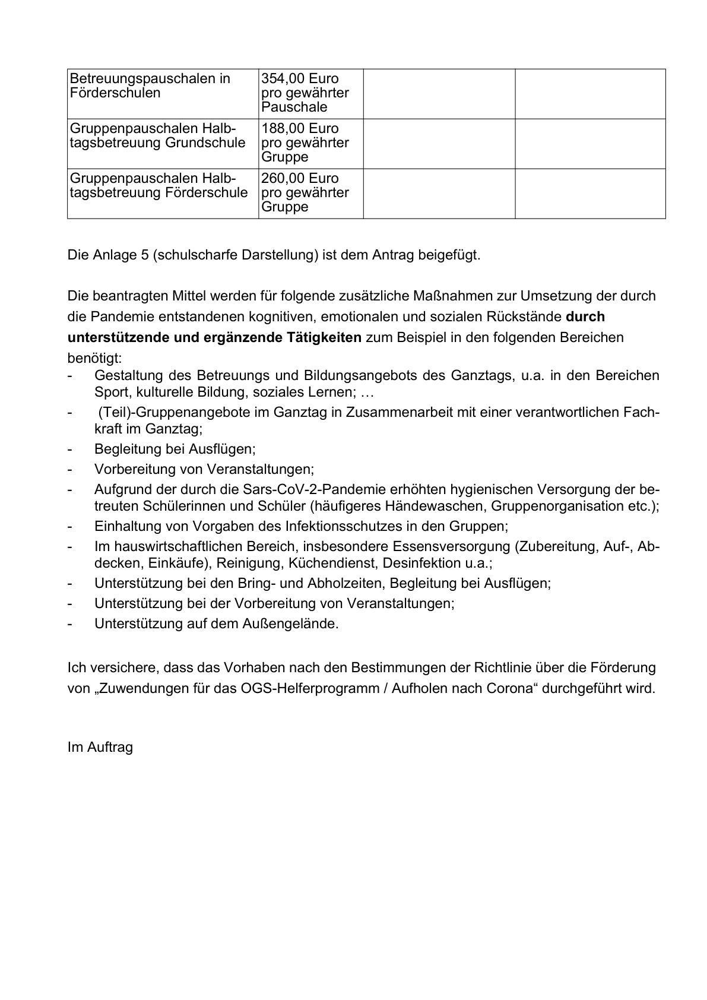 Betreuungspauschalen in
Förderschulen
354,00 Euro
pro gewährter
Pauschale
Gruppenpauschalen Halb-
tagsbetreuung Grundschule
188,00 Euro
pro gewährter
Gruppe
Gruppenpauschalen Halb-
tagsbetreuung Förderschule
260,00 Euro
pro gewährter
Gruppe
Die Anlage 5 (schulscharfe Darstellung) ist dem Antrag beigefügt.
Die beantragten Mittel werden für folgende zusätzliche Maßnahmen zur Umsetzung der durch
die Pandemie entstandenen kognitiven, emotionalen und sozialen Rückstände durch
unterstützende und ergänzende Tätigkeiten zum Beispiel in den folgenden Bereichen
benötigt:
- Gestaltung des Betreuungs und Bildungsangebots des Ganztags, u.a. in den Bereichen
Sport, kulturelle Bildung, soziales Lernen; …
- (Teil)-Gruppenangebote im Ganztag in Zusammenarbeit mit einer verantwortlichen Fach-
kraft im Ganztag;
- Begleitung bei Ausflügen;
- Vorbereitung von Veranstaltungen;
- Aufgrund der durch die Sars-CoV-2-Pandemie erhöhten hygienischen Versorgung der be-
treuten Schülerinnen und Schüler (häufigeres Händewaschen, Gruppenorganisation etc.);
- Einhaltung von Vorgaben des Infektionsschutzes in den Gruppen;
- Im hauswirtschaftlichen Bereich, insbesondere Essensversorgung (Zubereitung, Auf-, Ab-
decken, Einkäufe), Reinigung, Küchendienst, Desinfektion u.a.;
- Unterstützung bei den Bring- und Abholzeiten, Begleitung bei Ausflügen;
- Unterstützung bei der Vorbereitung von Veranstaltungen;
- Unterstützung auf dem Außengelände.
Ich versichere, dass das Vorhaben nach den Bestimmungen der Richtlinie über die Förderung
von „Zuwendungen für das OGS-Helferprogramm / Aufholen nach Corona“ durchgeführt wird.
Im Auftrag